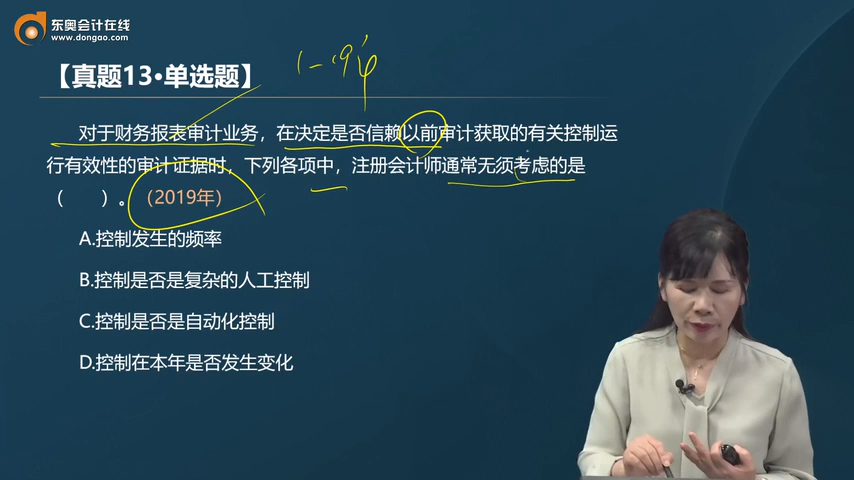 东奥会计在线
www.dongao.com
【真题13•单选题】
1-19年
对于财务报表审计业务，在决定是否信赖以前审计获取的有关控制运
行有效性的审计证据时，下列各项中，注册会计师通常无须考虑的是
（　　）。（2019年）
A.控制发生的频率
B.控制是否是复杂的人工控制
C.控制是否是自动化控制
D.控制在本年是否发生变化